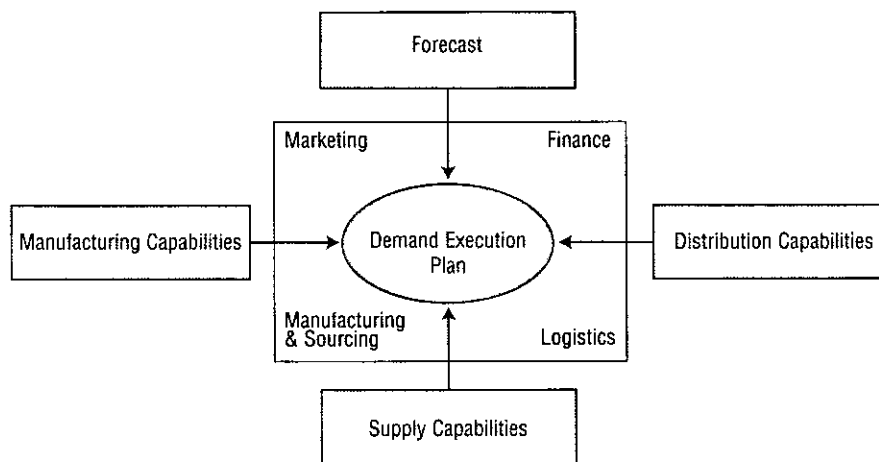 Forecast
Marketing
Finance
Manufacturing Capabilities
Demand Execution
Plan
Distribution Capabilities
Manufacturing
& Sourcing
Logistics
Supply Capabilities